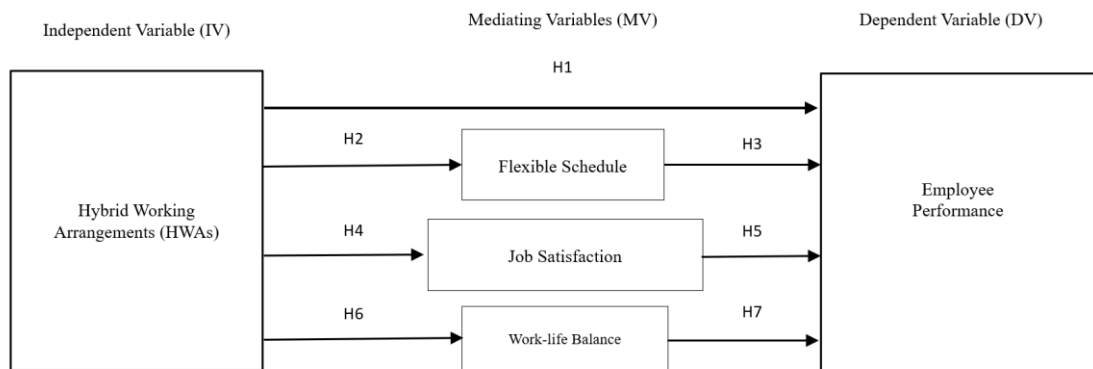 Independent Variable (IV)
Mediating Variables (MV)
Dependent Variable (DV)
H1
H2
Flexible Schedule
H3
Hybrid Working
Arrangements (HWAs)
Employee
Performance
H4
Job Satisfaction
H5
H6
Work-life Balance
H7